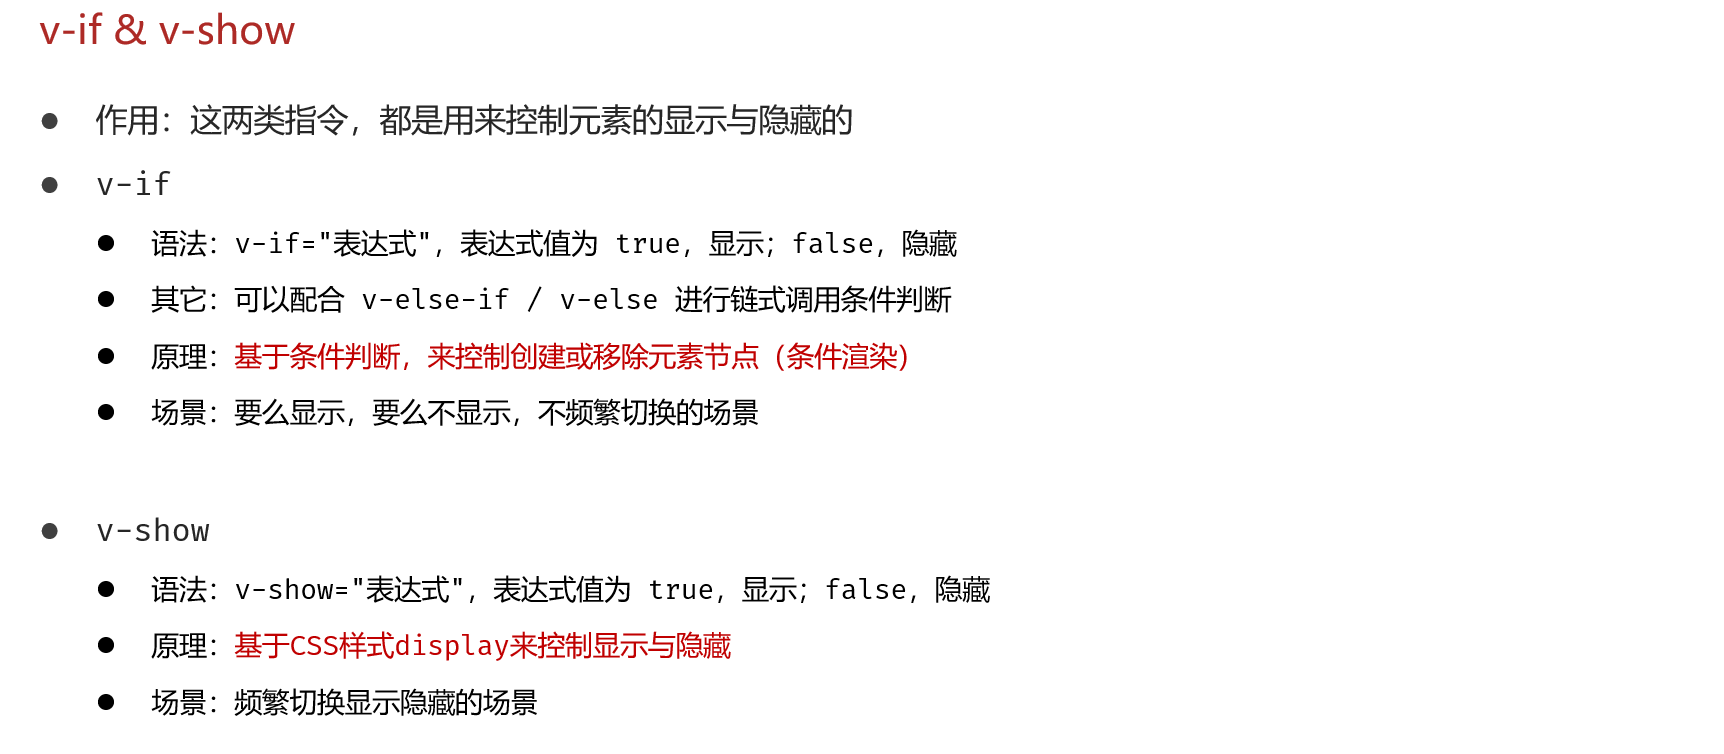 v-if & v-show
作用：这两类指令，都是用来控制元素的显示与隐藏的
v-if
语法：v-if="表达式"，表达式值为 true，显示；false，隐藏
其它：可以配合 v-else-if / v-else 进行链式调用条件判断
原理：基于条件判断，来控制创建或移除元素节点（条件渲染）
场景：要么显示，要么不显示，不频繁切换的场景
v-show
语法：v-show="表达式"，表达式值为 true，显示；false，隐藏
原理：基于CSS样式display来控制显示与隐藏
场景：频繁切换显示隐藏的场景